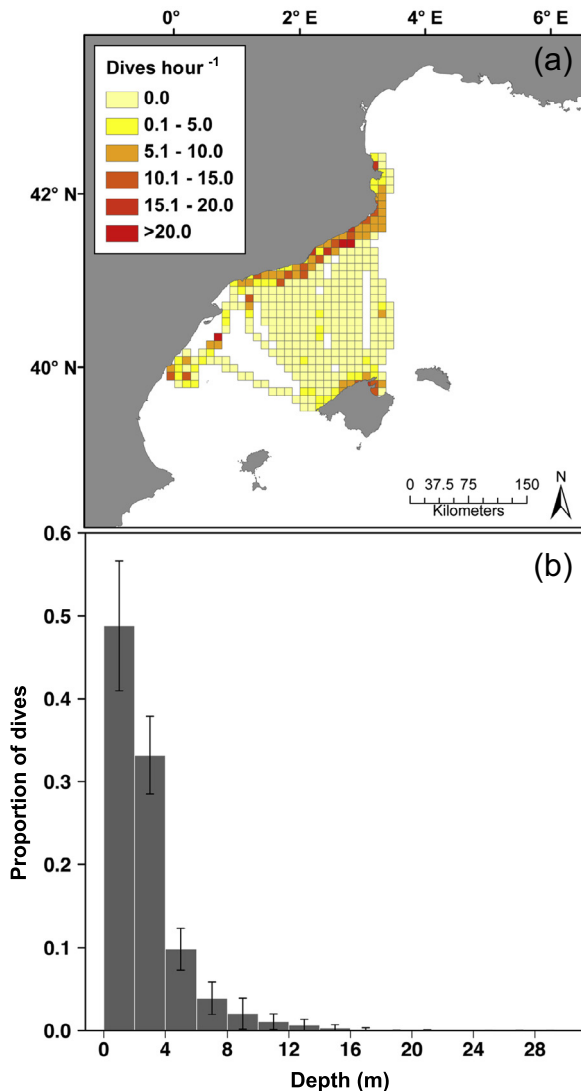 0° 2° E 4° E 6° E
(a)
Dives hour -1
0.0
0.1 - 5.0
5.1 - 10.0
10.1 - 15.0
15.1 - 20.0
>20.0
42° N
40° N
N
0 37.5 75 150
Kilometers
(b)
0.6
0.5
0.4
0.3
0.2
0.1
0.0
Proportion of dives
0 4 8 12 16 20 24 28
Depth (m)